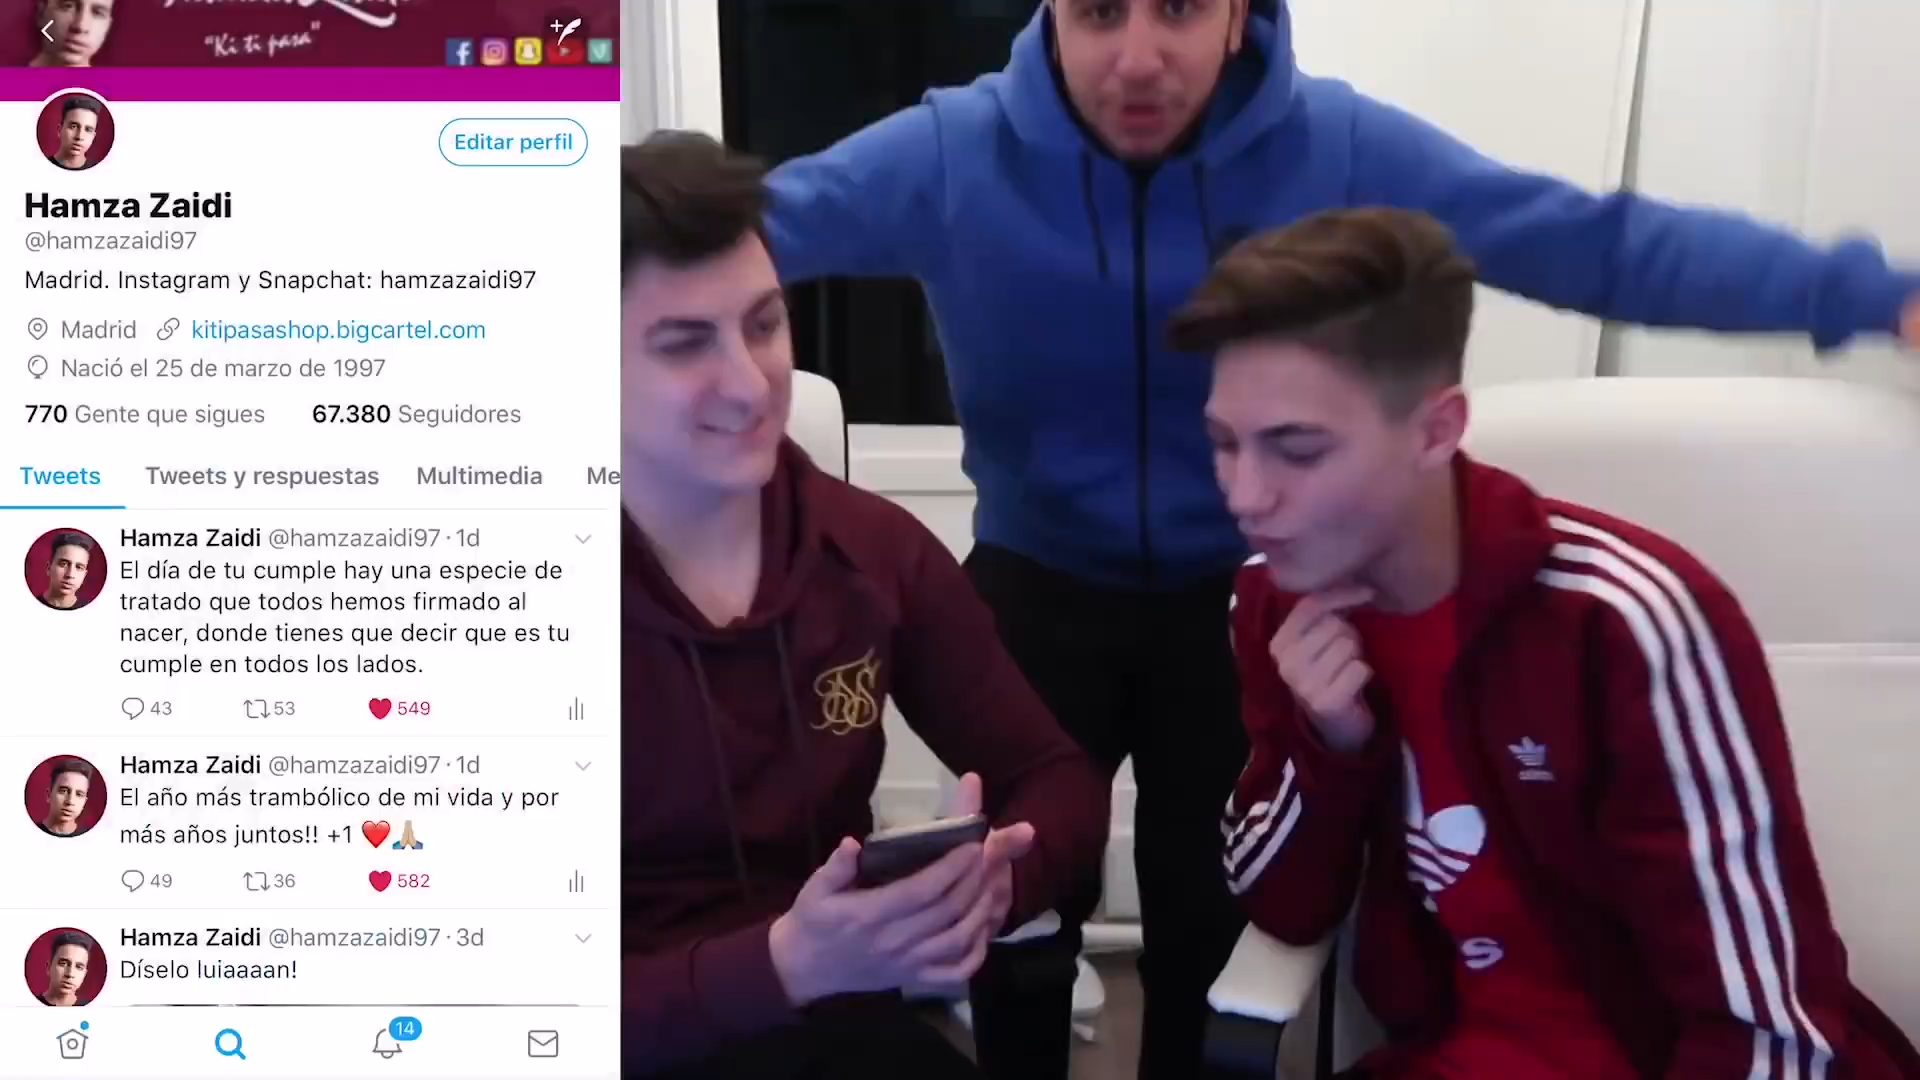 "Ki ti pasa"
Editar perfil
Hamza Zaidi
@hamzazaidi97
Madrid. Instagram y Snapchat: hamzazaidi97
Madrid kitipasashop.bigcartel.com
Nació el 25 de marzo de 1997
770 Gente que sigues 67.380 Seguidores
Tweets Tweets y respuestas Multimedia Me
Hamza Zaidi @hamzazaidi97 · 1d
El día de tu cumple hay una especie de
tratado que todos hemos firmado al
nacer, donde tienes que decir que es tu
cumple en todos los lados.
43 53 549
Hamza Zaidi @hamzazaidi97 · 1d
El año más trambólico de mi vida y por
más años juntos!! +1 ❤️🙏🏼
49 36 582
Hamza Zaidi @hamzazaidi97 · 3d
Díselo luiaaaan!
14